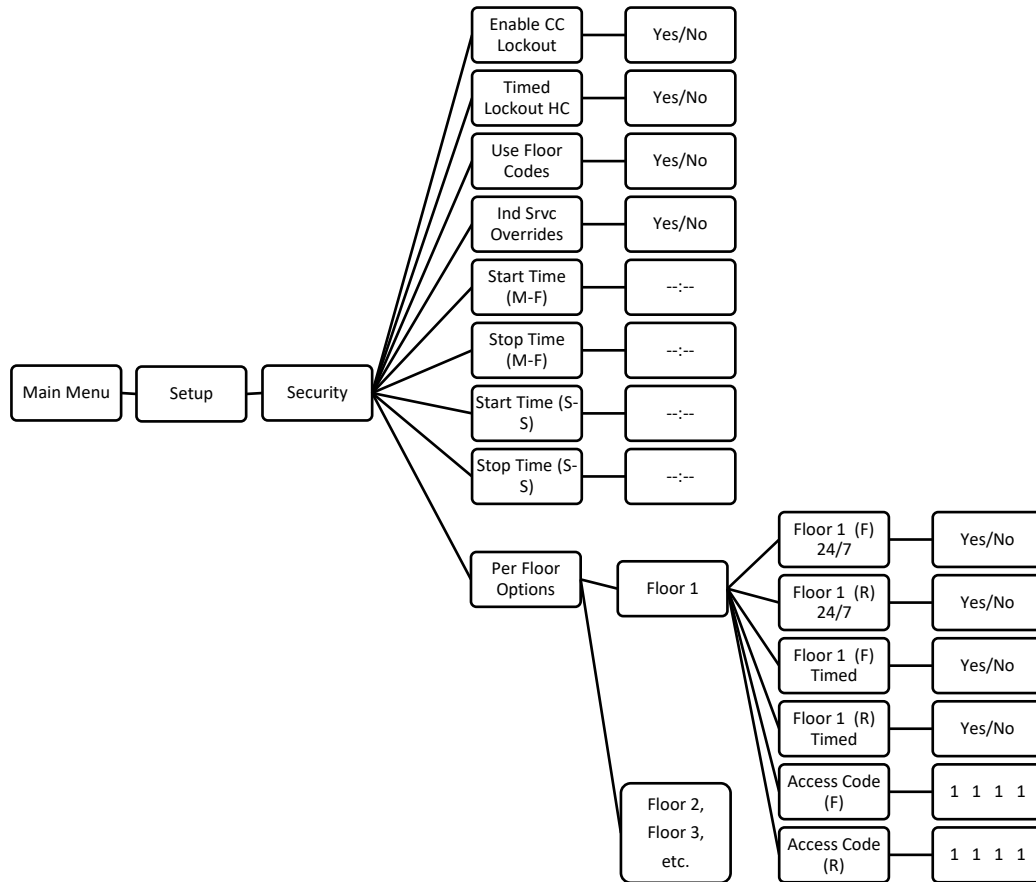 Enable CC
Lockout
Yes/No
Timed
Lockout HC
Yes/No
Use Floor
Codes
Yes/No
Ind Srvc
Overrides
Yes/No
Start Time
(M-F)
--:--
Stop Time
(M-F)
--:--
Main Menu
Setup
Security
Start Time (S-
S)
--:--
Stop Time (S-
S)
--:--
Per Floor
Options
Floor 1
Floor 1 (F)
24/7
Yes/No
Floor 1 (R)
24/7
Yes/No
Floor 1 (F)
Timed
Yes/No
Floor 1 (R)
Timed
Yes/No
Access Code
(F)
1 1 1 1
Access Code
(R)
1 1 1 1
Floor 2,
Floor 3,
etc.